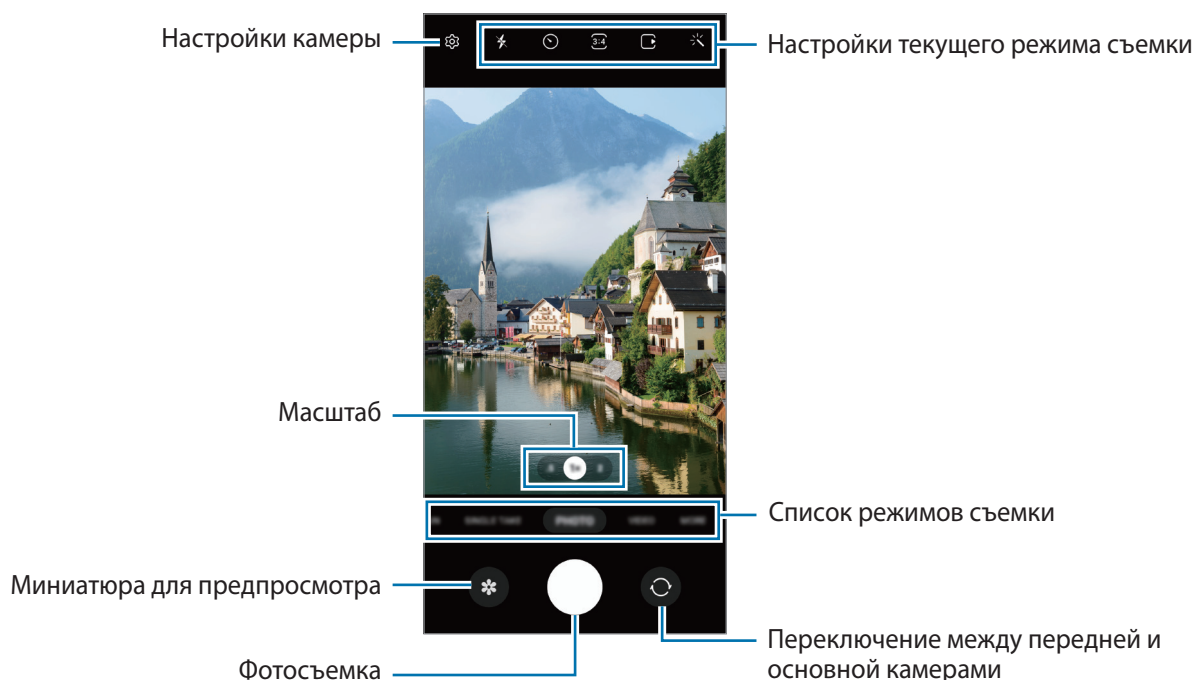 Настройки камеры
3:4
Настройки текущего режима съемки
Масштаб
SINGLE TAKE
PHOTO
VIDEO
MORE
Список режимов съемки
Миниатюра для предпросмотра
Фотосъемка
Переключение между передней и
основной камерами